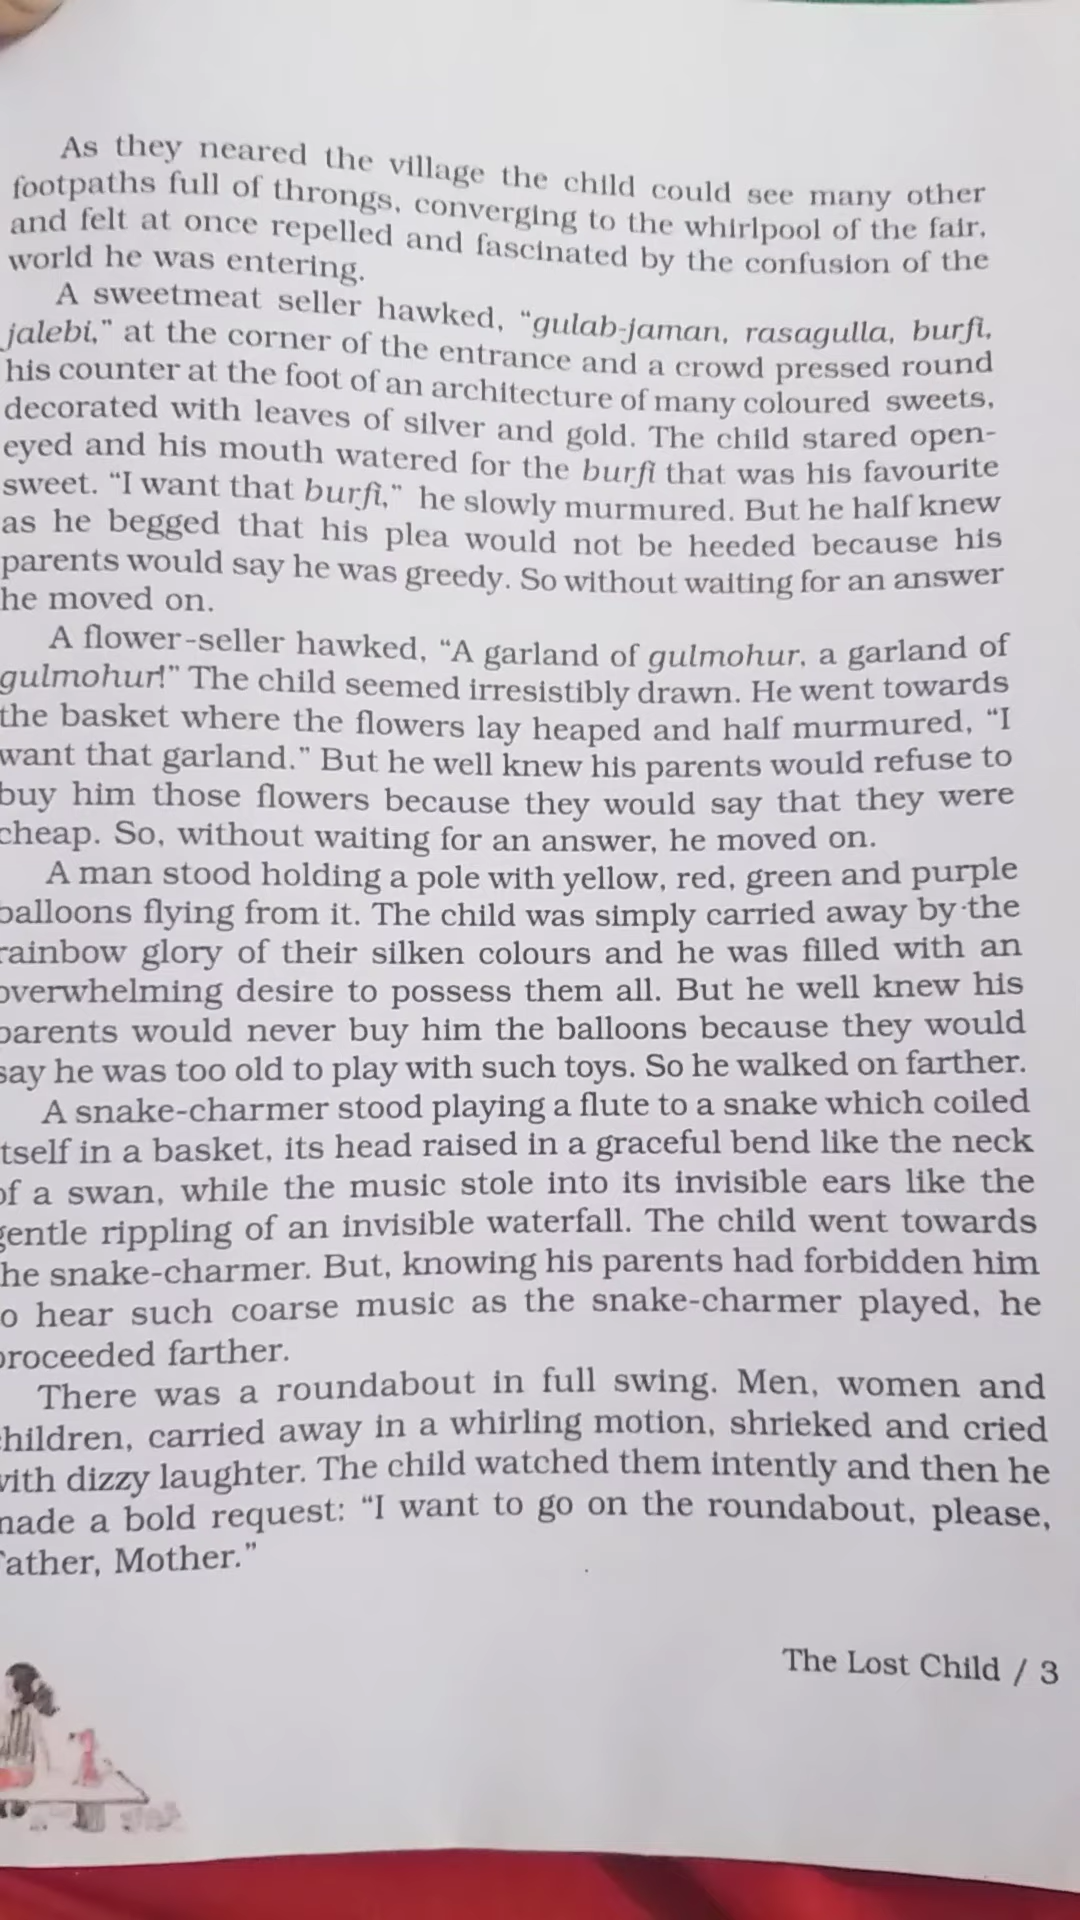 As they neared the village the child could see many other
footpaths full of throngs, converging to the whirlpool of the fair,
and felt at once repelled and fascinated by the confusion of the
world he was entering.
A sweetmeat seller hawked, “gulab-jaman, rasagulla, burfi,
jalebi,” at the corner of the entrance and a crowd pressed round
his counter at the foot of an architecture of many coloured sweets,
decorated with leaves of silver and gold. The child stared open-
eyed and his mouth watered for the burfi that was his favourite
sweet. “I want that burfi,” he slowly murmured. But he half knew
as he begged that his plea would not be heeded because his
parents would say he was greedy. So without waiting for an answer
he moved on.
A flower-seller hawked, “A garland of gulmohur, a garland of
gulmohur!” The child seemed irresistibly drawn. He went towards
the basket where the flowers lay heaped and half murmured, “I
want that garland.” But he well knew his parents would refuse to
buy him those flowers because they would say that they were
cheap. So, without waiting for an answer, he moved on.
A man stood holding a pole with yellow, red, green and purple
balloons flying from it. The child was simply carried away by the
rainbow glory of their silken colours and he was filled with an
overwhelming desire to possess them all. But he well knew his
parents would never buy him the balloons because they would
say he was too old to play with such toys. So he walked on farther.
A snake-charmer stood playing a flute to a snake which coiled
tself in a basket, its head raised in a graceful bend like the neck
of a swan, while the music stole into its invisible ears like the
gentle rippling of an invisible waterfall. The child went towards
he snake-charmer. But, knowing his parents had forbidden him
o hear such coarse music as the snake-charmer played, he
proceeded farther.
There was a roundabout in full swing. Men, women and
children, carried away in a whirling motion, shrieked and cried
with dizzy laughter. The child watched them intently and then he
made a bold request: “I want to go on the roundabout, please,
Father, Mother.”
The Lost Child / 3